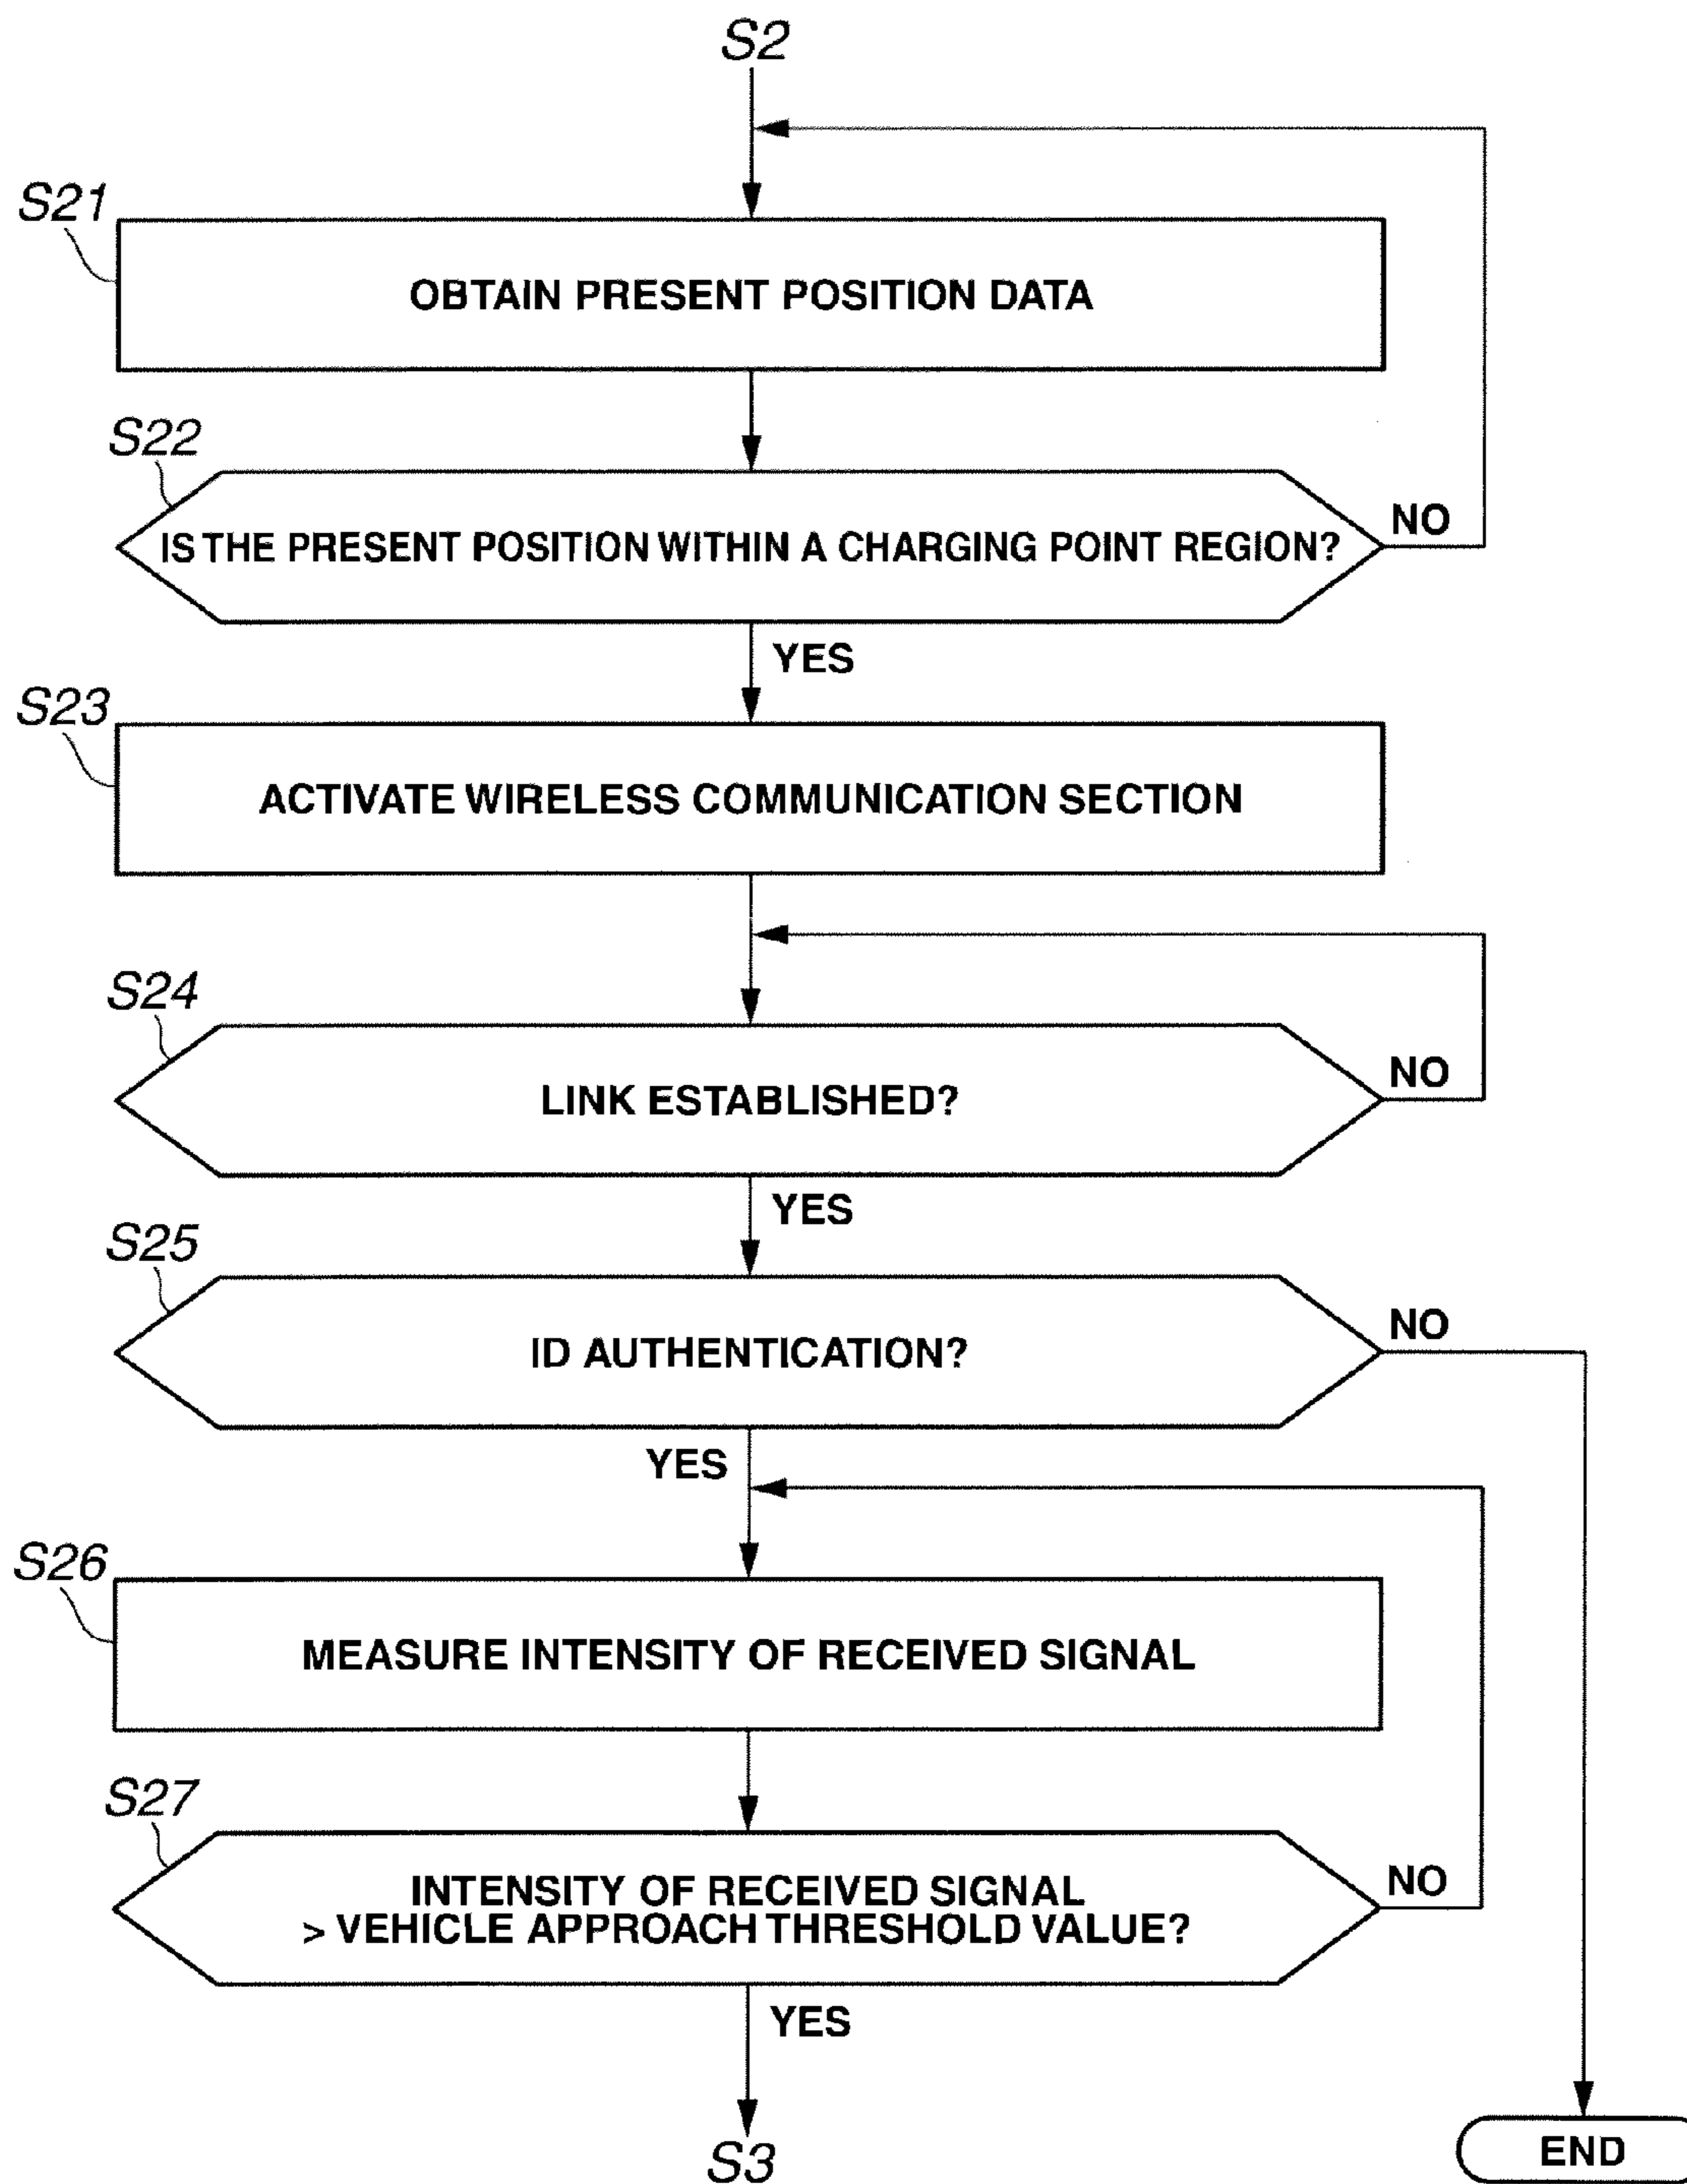 S2
S21
OBTAIN PRESENT POSITION DATA
S22
IS THE PRESENT POSITION WITHIN A CHARGING POINT REGION?
NO
YES
S23
ACTIVATE WIRELESS COMMUNICATION SECTION
S24
LINK ESTABLISHED?
NO
YES
S25
ID AUTHENTICATION?
NO
YES
S26
MEASURE INTENSITY OF RECEIVED SIGNAL
S27
INTENSITY OF RECEIVED SIGNAL
> VEHICLE APPROACH THRESHOLD VALUE?
NO
YES
S3
END